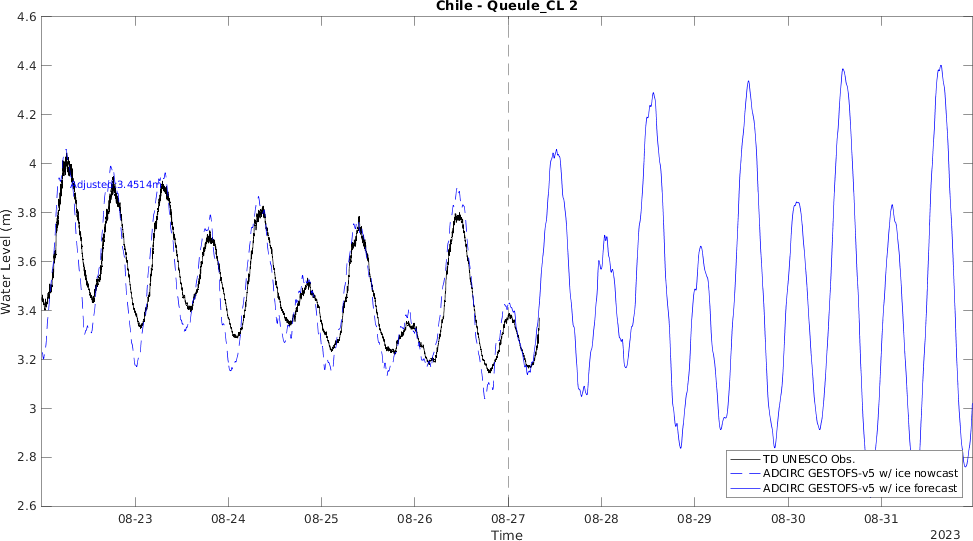 Chile - Queule_CL 2
4.6
4.4
4.2
4
3.8
3.6
3.4
3.2
3
2.8
2.6
Water Level (m)
Adjusted:3.4514m
TD UNESCO Obs.
ADCIRC GESTOFS-v5 w/ ice nowcast
ADCIRC GESTOFS-v5 w/ ice forecast
08-23 08-24 08-25 08-26 08-27 08-28 08-29 08-30 08-31
Time
2023